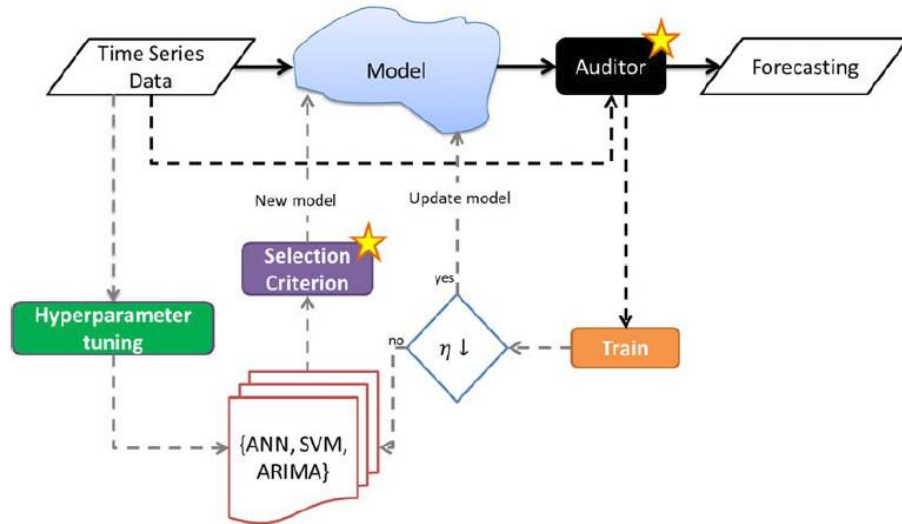 Time Series
Data
Model
Auditor
Forecasting
New model
Update model
Selection
Criterion
yes
Hyperparameter
tuning
no
η ↓
Train
{ANN, SVM,
ARIMA}